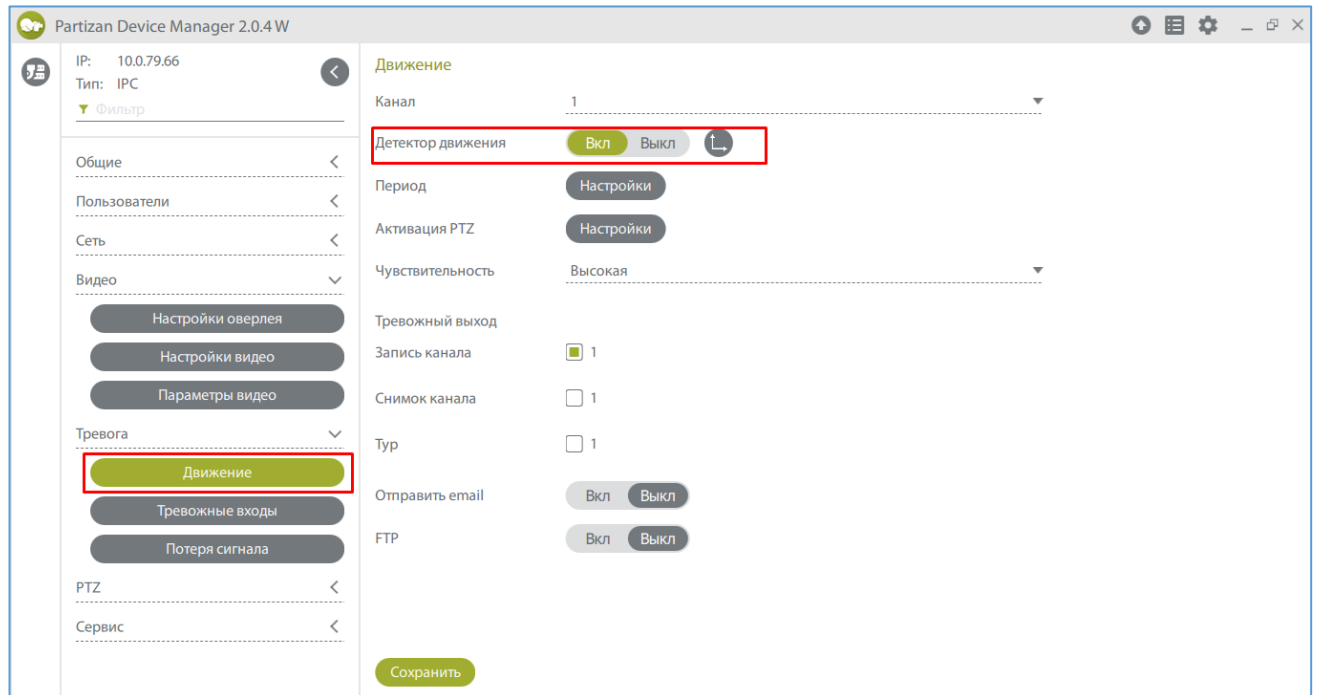 Partizan Device Manager 2.0.4 W
IP: 10.0.79.66
Тип: IPC
Фильтр
Общие
Пользователи
Сеть
Видео
Настройки оверлея
Настройки видео
Параметры видео
Тревога
Движение
Тревожные входы
Потеря сигнала
PTZ
Сервис
Движение
Канал 1
Детектор движения Вкл Выкл
Период Настройки
Активация PTZ Настройки
Чувствительность Высокая
Тревожный выход
Запись канала 1
Снимок канала 1
Тур 1
Отправить email Вкл Выкл
FTP Вкл Выкл
Сохранить